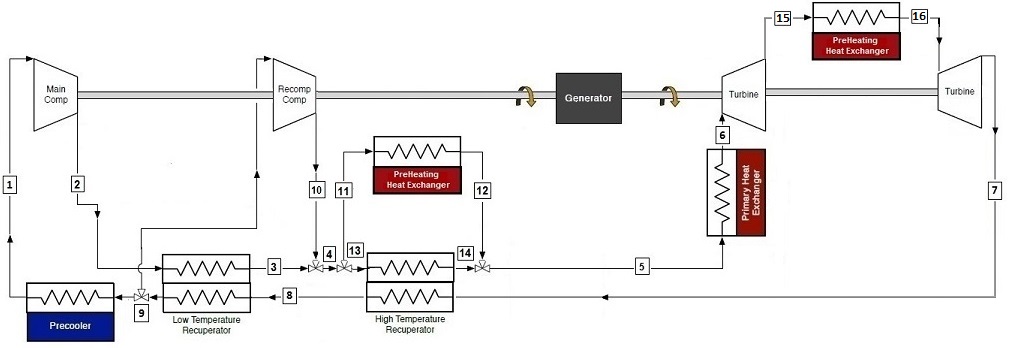 15
16
PreHeating
Heat Exchanger
Main
Comp
Recomp
Comp
Generator
Turbine
Turbine
6
PreHeating
Heat Exchanger
Primary Heat
Exchanger
1
2
10
11
12
7
3
4
13
14
5
8
9
Precooler
Low Temperature
Recuperator
High Temperature
Recuperator